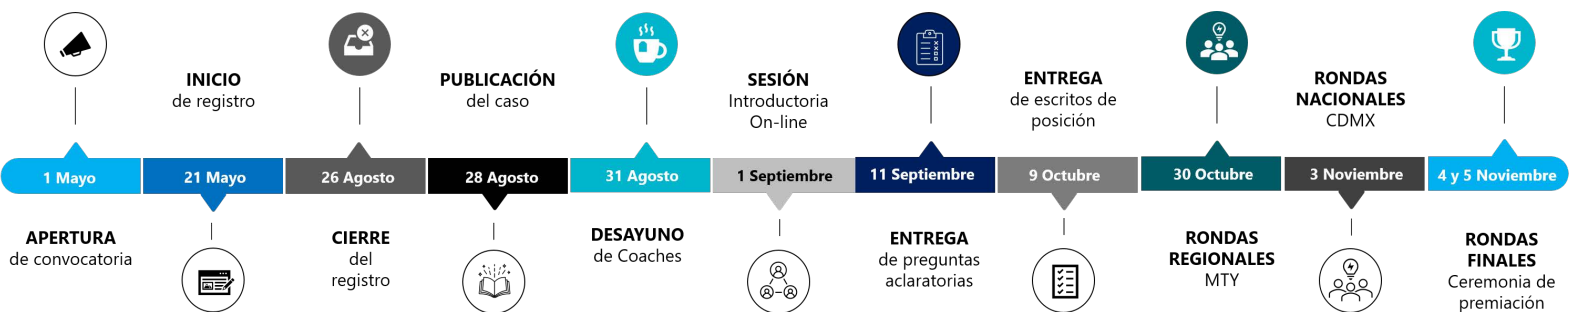 1 Mayo
APERTURA
de convocatoria
INICIO
de registro
21 Mayo
26 Agosto
CIERRE
del
registro
PUBLICACIÓN
del caso
28 Agosto
31 Agosto
DESAYUNO
de Coaches
SESIÓN
Introductoria
On-line
1 Septiembre
11 Septiembre
ENTREGA
de preguntas
aclaratorias
ENTREGA
de escritos de
posición
9 Octubre
30 Octubre
RONDAS
REGIONALES
MTY
RONDAS
NACIONALES
CDMX
3 Noviembre
4 y 5 Noviembre
RONDAS
FINALES
Ceremonia de
premiación